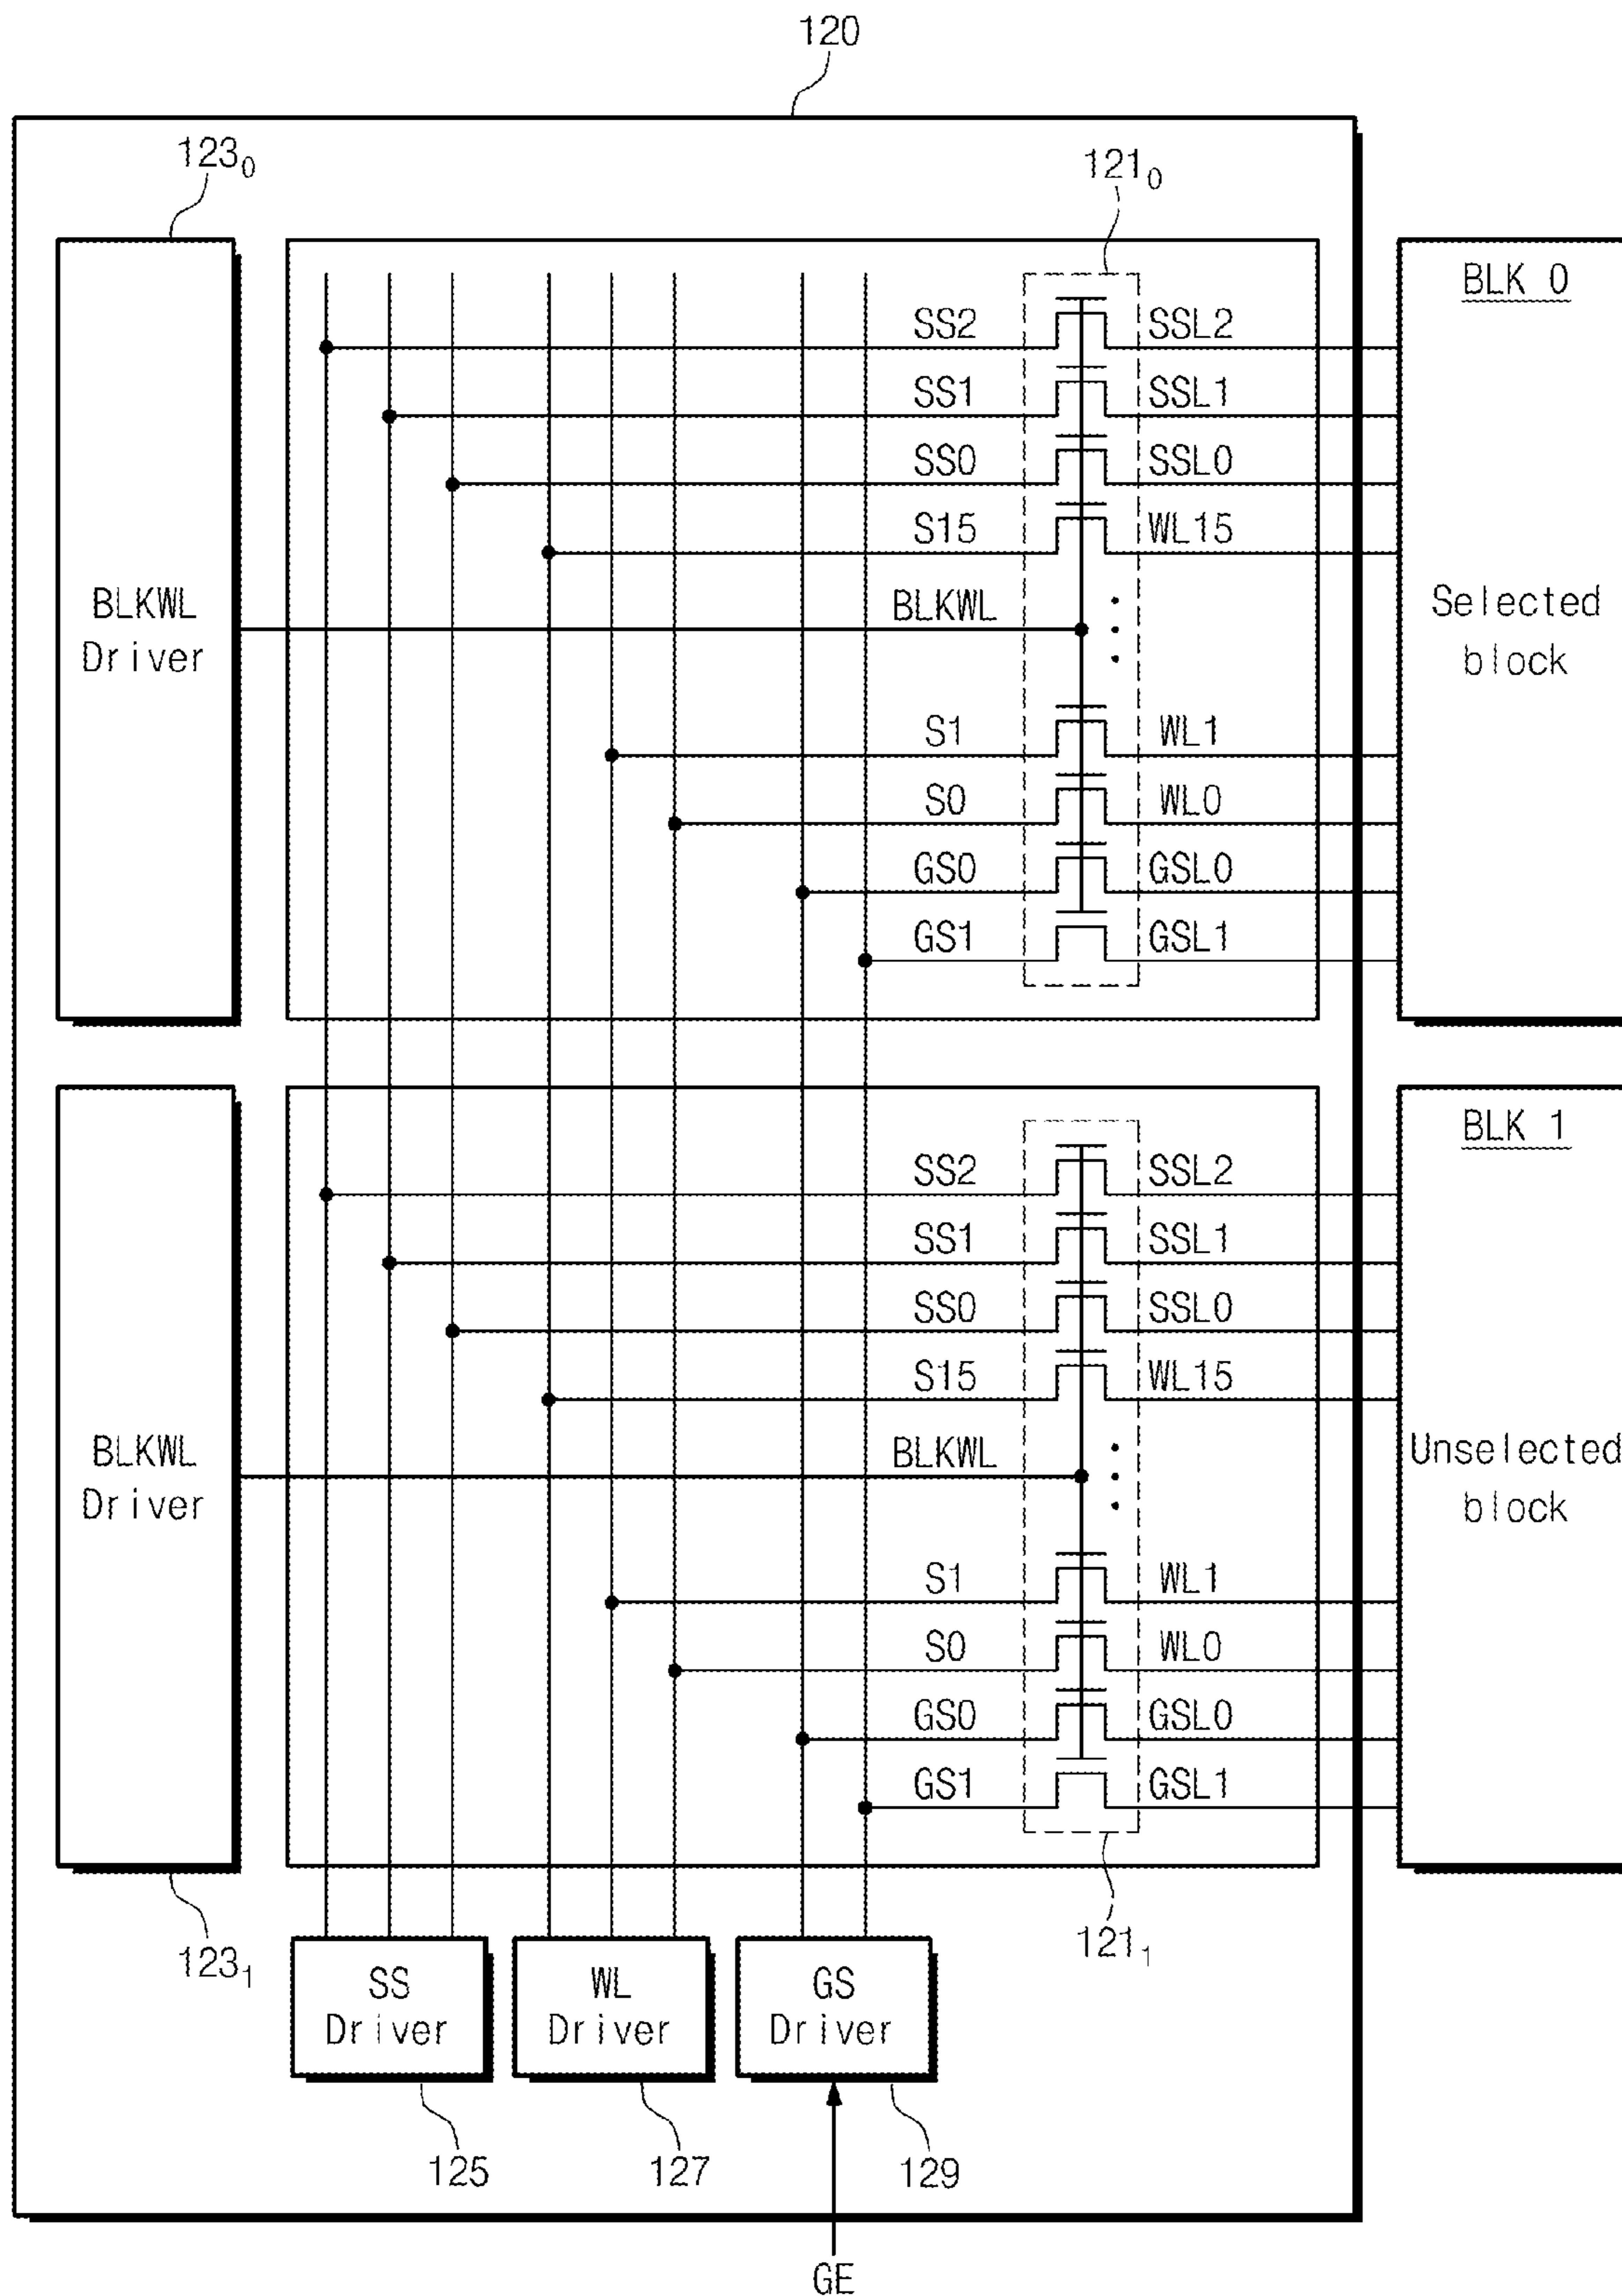 120
123₀
121₀
BLK 0
SS2 SSL2
SS1 SSL1
SS0 SSL0
S15 WL15
BLKWL
Driver
BLKWL
Selected
block
S1 WL1
S0 WL0
GS0 GSL0
GS1 GSL1
BLK 1
SS2 SSL2
SS1 SSL1
SS0 SSL0
S15 WL15
BLKWL
Driver
BLKWL
Unselected
block
S1 WL1
S0 WL0
GS0 GSL0
GS1 GSL1
123₁
121₁
SS
Driver
WL
Driver
GS
Driver
125
127
129
GE